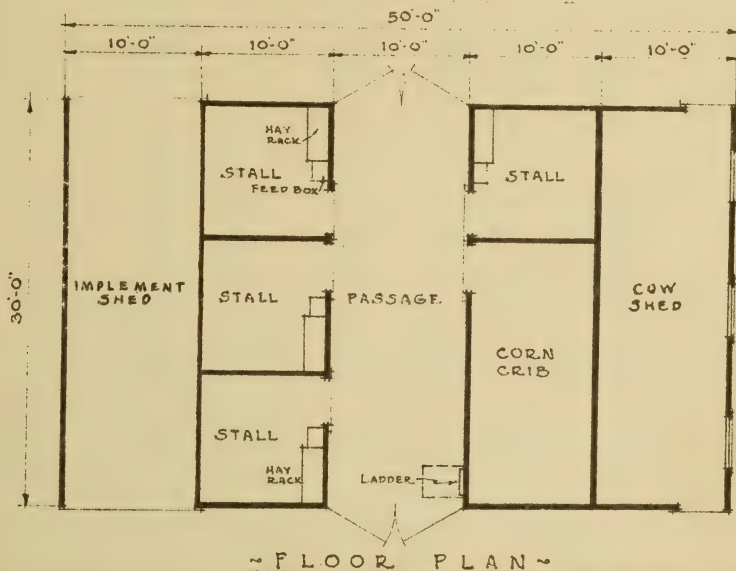 50'-0"
10'-0" 10'-0" 10'-0" 10'-0" 10'-0"
HAY
RACK
STALL
FEED BOX
STALL
30'-0"
IMPLEMENT
SHED
STALL
PASSAGE
COW
SHED
CORN
CRIB
STALL
HAY
RACK
LADDER
~FLOOR PLAN~